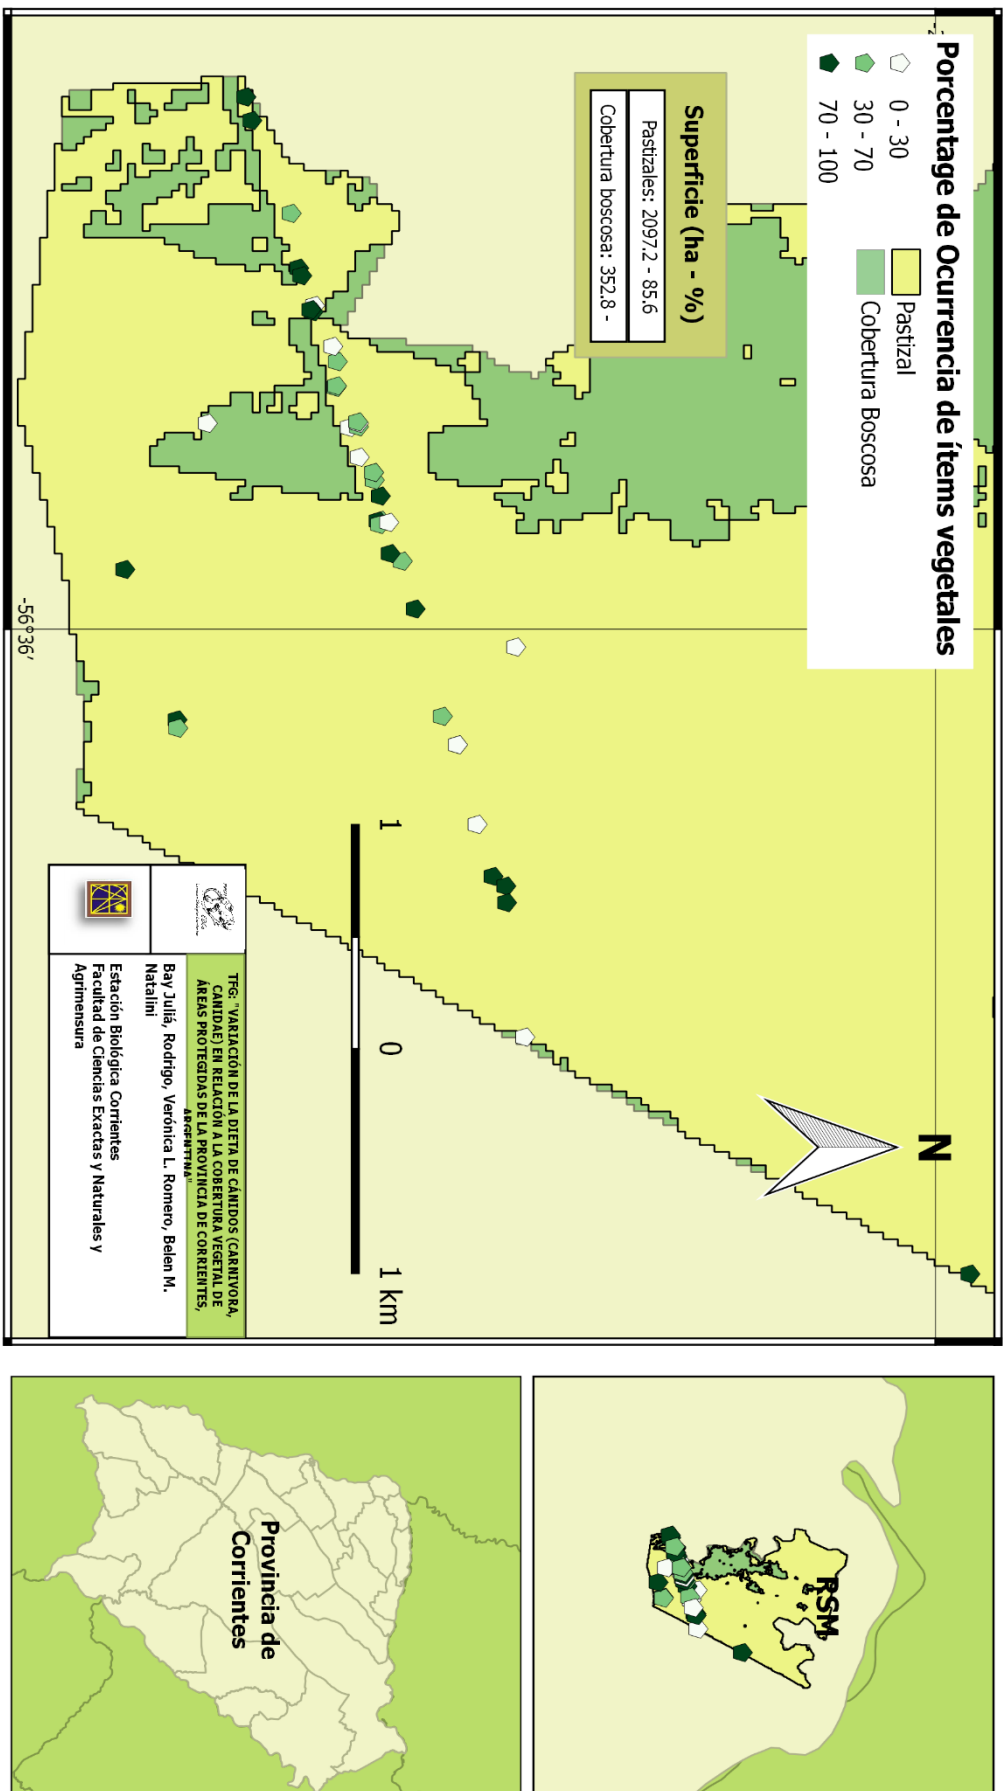 Porcentage de Ocurrencia de ítems vegetales
0 - 30
30 - 70
70 - 100
Pastizal
Cobertura Boscosa
Superficie (ha - %)
Pastizales: 2097.2 - 85.6
Cobertura boscosa: 352.8 -
-56°36'
1
0
1 km
N
TFG: "VARIACIÓN DE LA DIETA DE CÁNIDOS (CARNIVORA,
CANIDAE) EN RELACIÓN A LA COBERTURA VEGETAL DE
ÁREAS PROTEGIDAS DE LA PROVINCIA DE CORRIENTES,
ARGENTINA"
Bay Juliá, Rodrigo, Verónica L. Romero, Belen M.
Natalini
Estación Biológica Corrientes
Facultad de Ciencias Exactas y Naturales y
Agrimensura
RSM
Provincia de
Corrientes